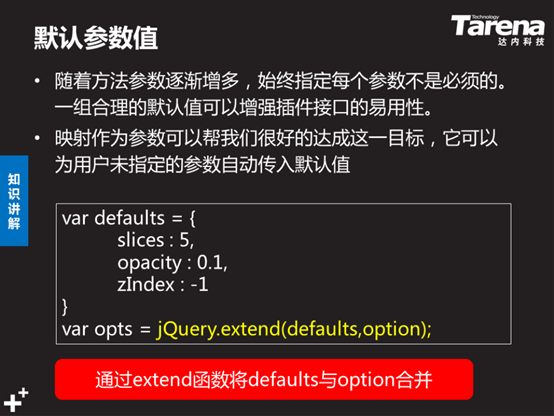 默认参数值
Technology
Tarena
达内科技
• 随着方法参数逐渐增多，始终指定每个参数不是必须的。
一组合理的默认值可以增强插件接口的易用性。
• 映射作为参数可以帮我们很好的达成这一目标，它可以
为用户未指定的参数自动传入默认值
知识讲解
var defaults = {
slices : 5,
opacity : 0.1,
zIndex : -1
}
var opts = jQuery.extend(defaults,option);
通过extend函数将defaults与option合并